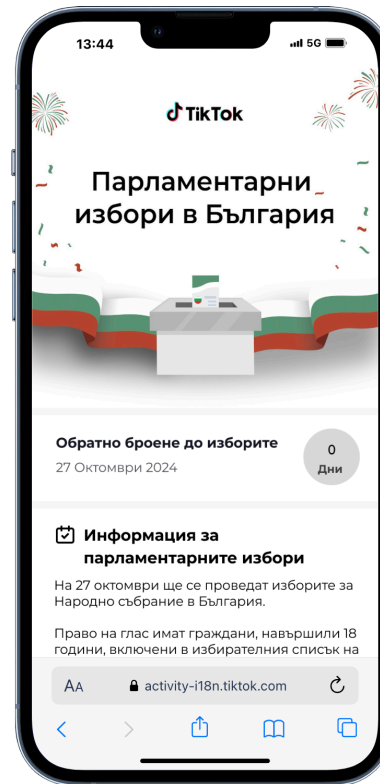 13:44
5G
TikTok
Парламентарни
избори в България
Обратно броене до изборите
27 Октомври 2024
0
Дни
Информация за
парламентарните избори
На 27 октомври ще се проведат изборите за
Народно събрание в България.
Право на глас имат граждани, навършили 18
години, включени в избирателния списък на
AA
activity-i18n.tiktok.com